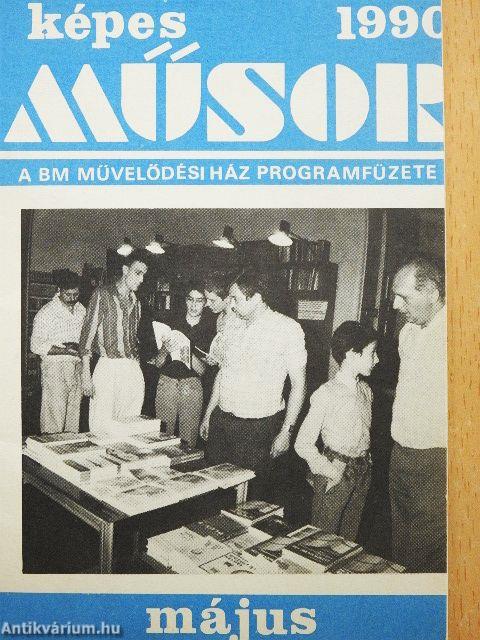 képes 1990
MŰSOR
A BM MŰVELŐDÉSI HÁZ PROGRAMFÜZETE
május
Antikvárium.hu